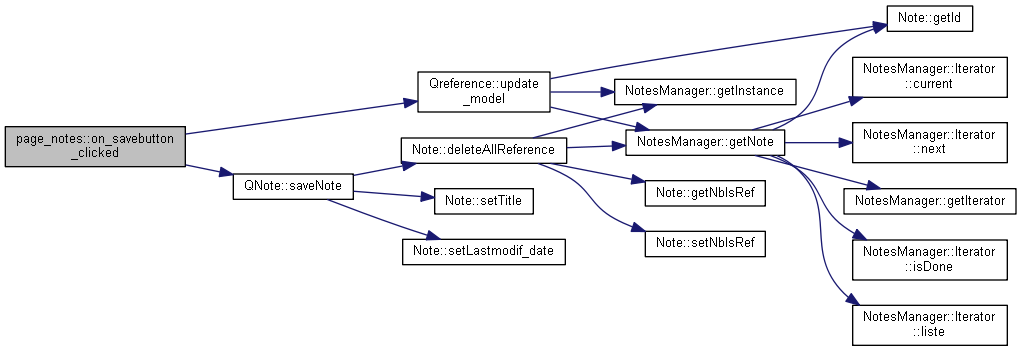 page_notes::on_savebutton
_clicked
Qreference::update
_model
QNote::saveNote
Note::deleteAllReference
Note::setTitle
Note::setLastmodif_date
NotesManager::getInstance
NotesManager::getNote
Note::getNbIsRef
Note::setNbIsRef
Note::getId
NotesManager::Iterator
::current
NotesManager::Iterator
::next
NotesManager::getIterator
NotesManager::Iterator
::isDone
NotesManager::Iterator
::liste